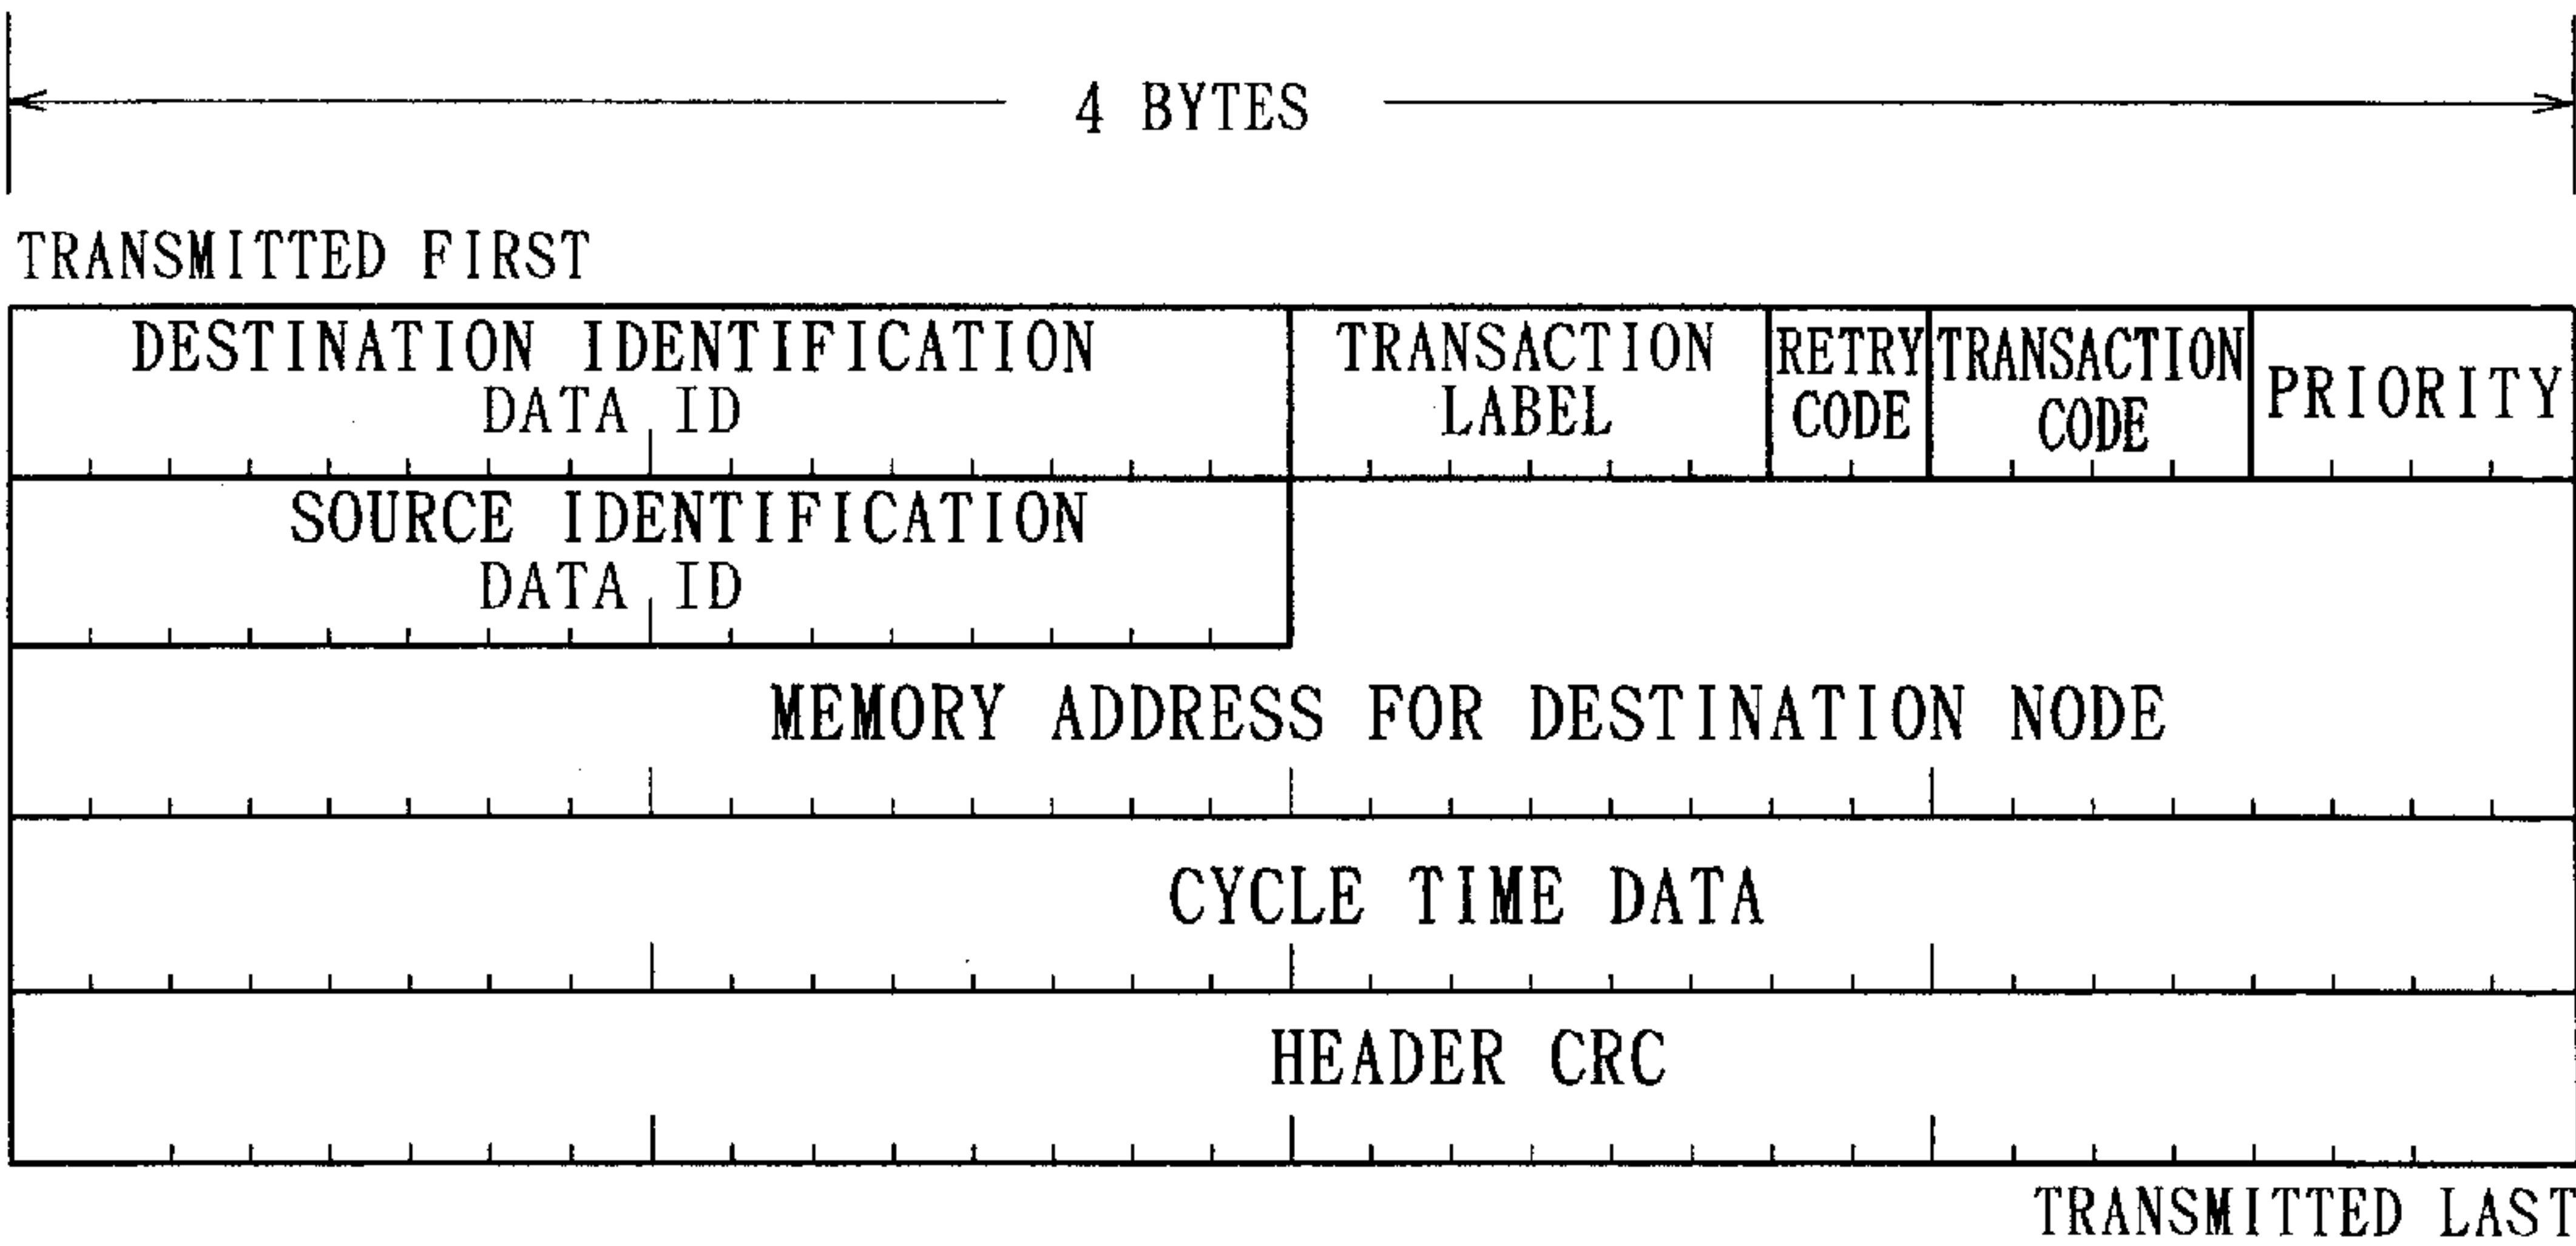 4 BYTES
TRANSMITTED FIRST
DESTINATION IDENTIFICATION
DATA ID
TRANSACTION
LABEL
RETRY
CODE
TRANSACTION
CODE
PRIORITY
SOURCE IDENTIFICATION
DATA ID
MEMORY ADDRESS FOR DESTINATION NODE
CYCLE TIME DATA
HEADER CRC
TRANSMITTED LAST